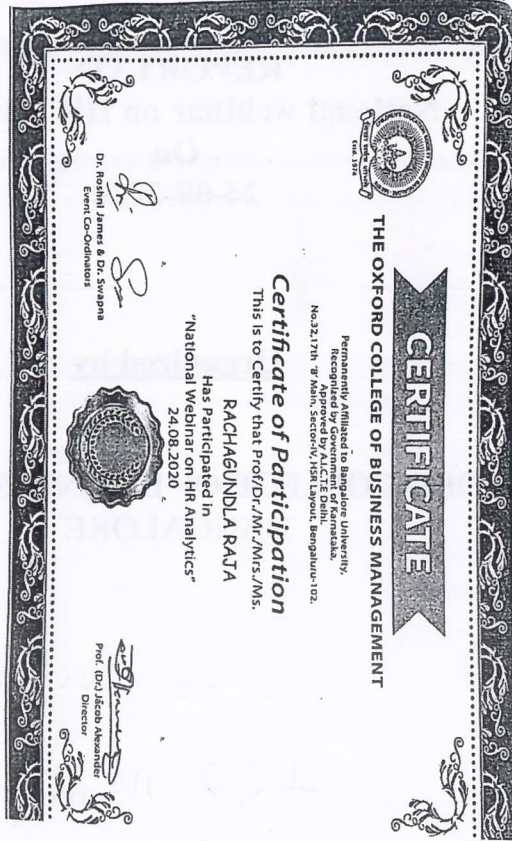 CERTIFICATE
THE OXFORD COLLEGE OF BUSINESS MANAGEMENT
Permanently Affiliated to Bangalore University,
Recognized by Government of Karnataka,
Approved by A.I.C.T.E Delhi.
No.32,17th 'B' Main, Sector-IV, HSR Layout, Bengaluru-102.
Estd. 1974
Certificate of Participation
This Is to Certify that Prof/Dr./Mr./Mrs./Ms.
RACHAGUNDLA RAJA
Has Participated in
"National Webinar on HR Analytics"
24.08.2020
Dr. Roshni James & Dr. Swapna
Event Co-Ordinators
Prof. (Dr.) Jacob Alexander
Director